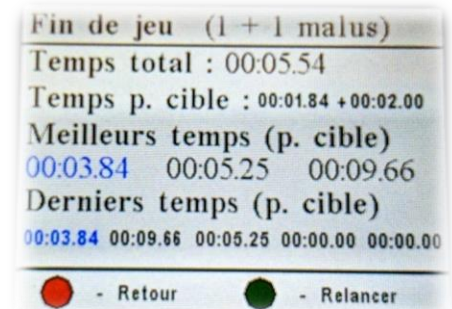 Fin de jeu (1 + 1 malus)
Temps total : 00:05.54
Temps p. cible : 00:01.84 +00:02.00
Meilleurs temps (p. cible)
00:03.84 00:05.25 00:09.66
Derniers temps (p. cible)
00:03.84 00:09.66 00:05.25 00:00.00 00:00.00
- Retour - Relancer